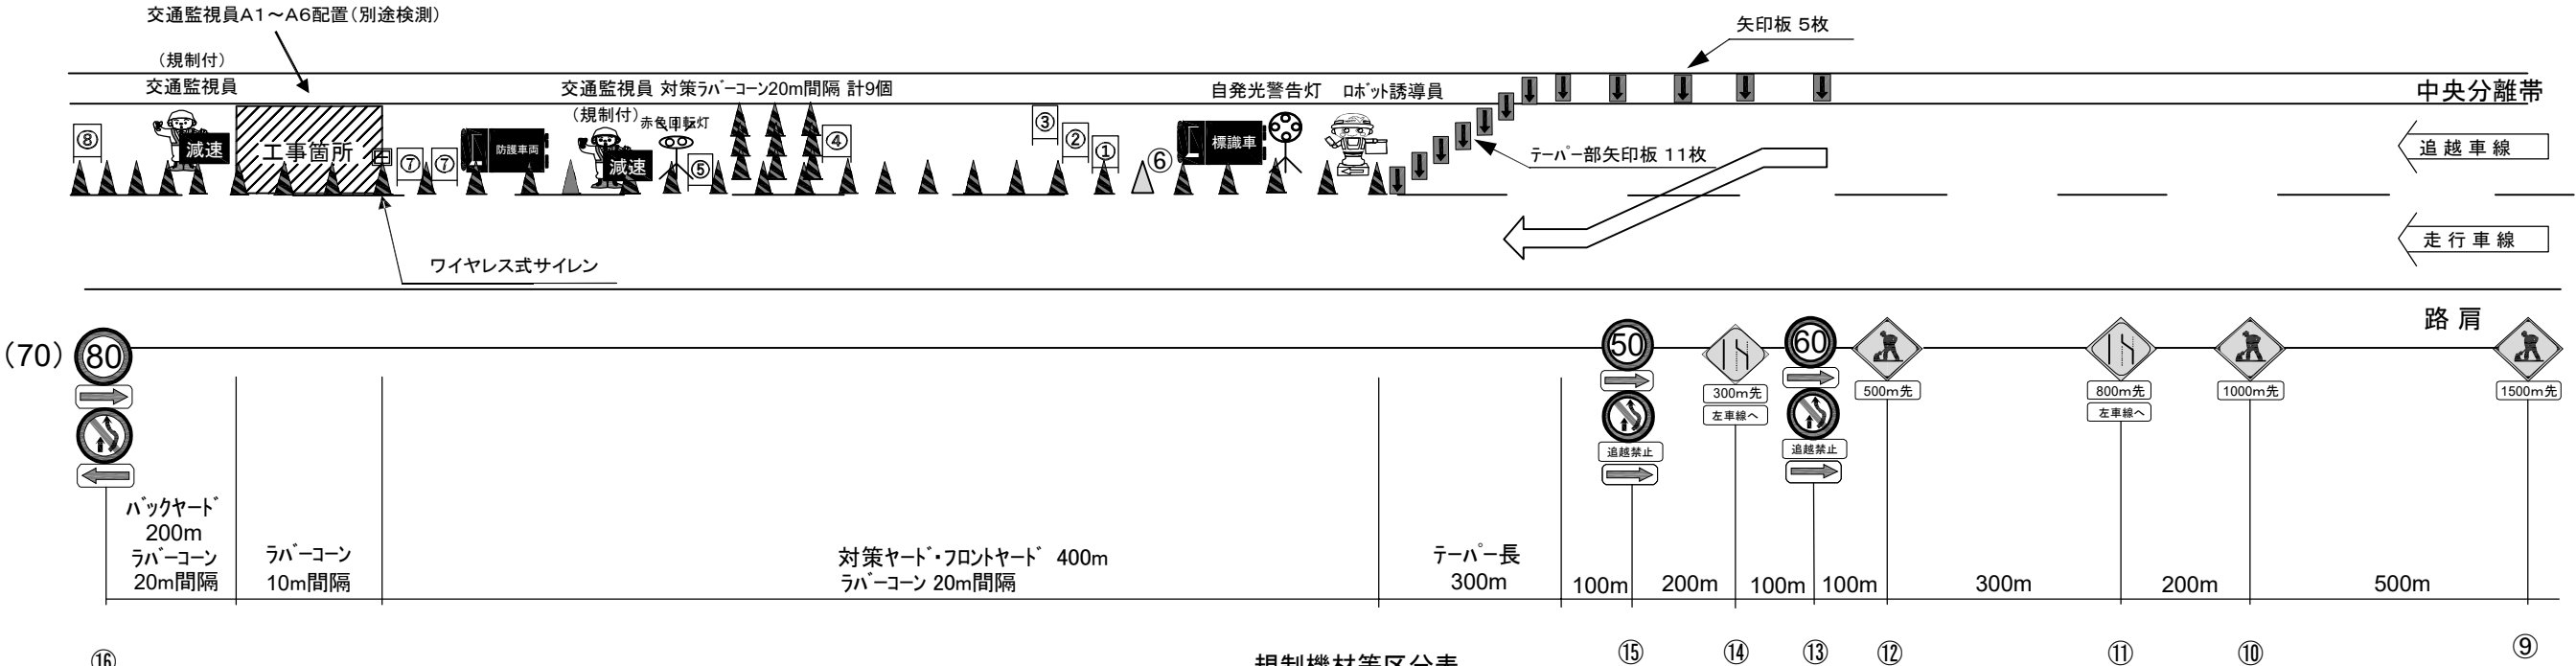 交通監視員A1～A6配置(別途検測)
矢印板 5枚
(規制付)
交通監視員
交通監視員 対策ラバーコーン20m間隔 計9個
自発光警告灯 ロボット誘導員
中央分離帯
(規制付)
赤色回転灯
⑧
減速
工事箇所
⑦
⑦
防護車両
減速
⑤
④
③
②
①
⑥
標識車
テーパー部矢印板 11枚
追越車線
走行車線
ワイヤレス式サイレン
路肩
(70)
80
50
60
追越禁止
300m先
左車線へ
追越禁止
500m先
800m先
左車線へ
1000m先
1500m先
バックヤード
200m
ラバーコーン
20m間隔
ラバーコーン
10m間隔
対策ヤード・フロントヤード 400m
ラバーコーン 20m間隔
テーパー長
300m
100m
200m
100m
100m
300m
200m
500m
⑯
⑮
⑭
⑬
⑫
⑪
⑩
⑨
規制機材等区分表